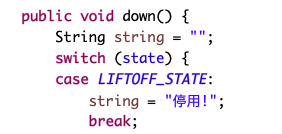 public void down() {
String string = "";
switch (state) {
case LIFTOFF_STATE:
string = "停用!";
break;